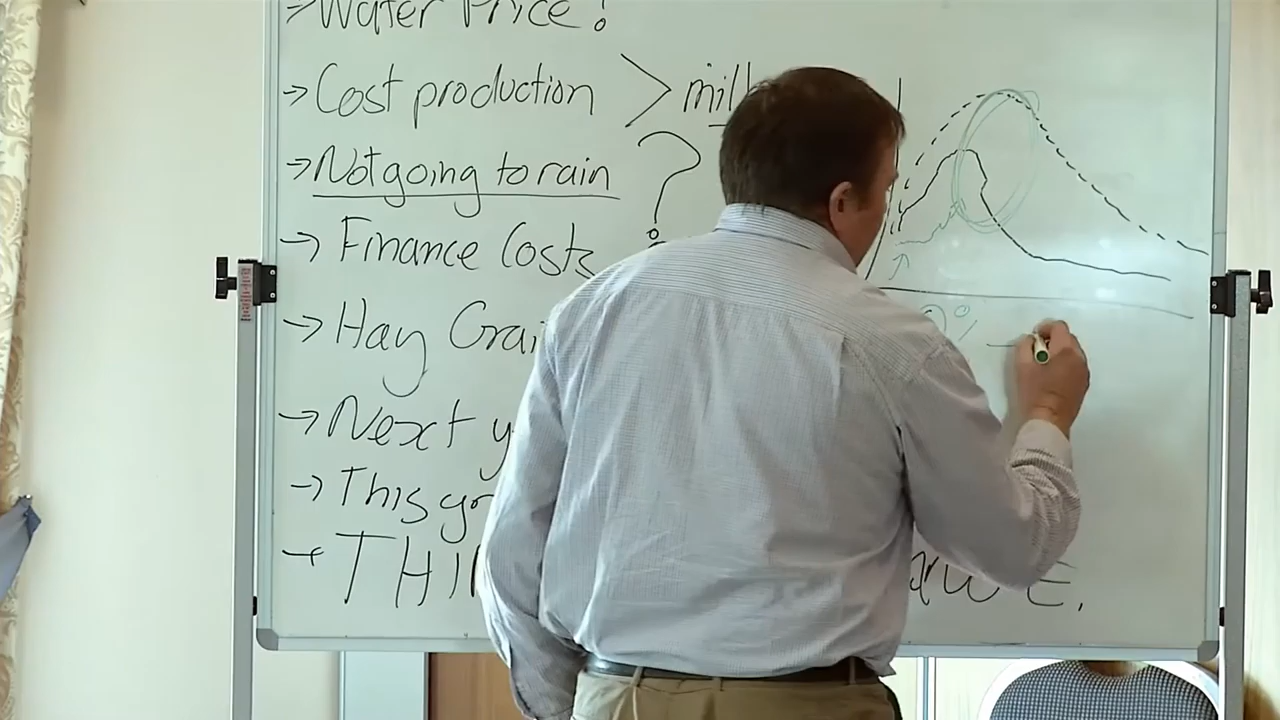 →Water Price!
→Cost production > mil
→Not going to rain ?
→Finance Costs
→Hay Grai
→Next y
→This
→THI
%